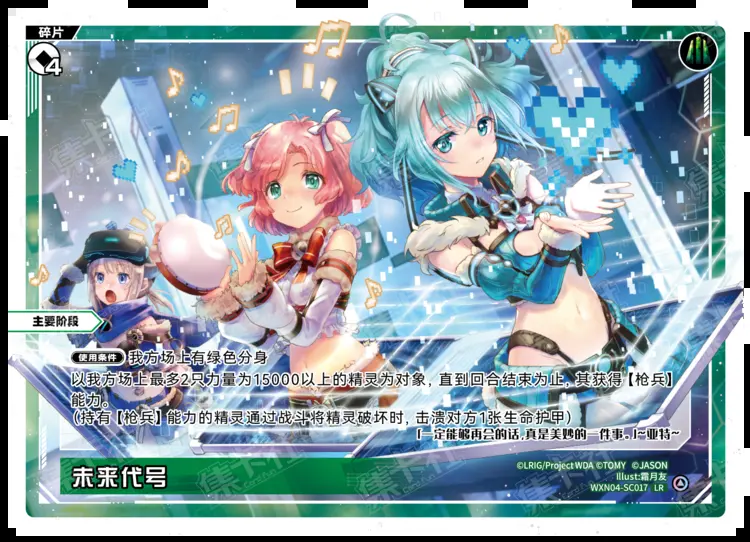 碎片
4
主要阶段
使用条件 我方场上有绿色分身
以我方场上最多2只力量为15000以上的精灵为对象，直到回合结束为止，其获得【枪兵】
能力。
（持有【枪兵】能力的精灵通过战斗将精灵破坏时，击溃对方1张生命护甲）
「一定能够再会的话，真是美妙的一件事。」~亚特~
未来代号
©LRIG/Project WDA ©TOMY ©JASON
Illust:霜月友
WXN04-SC017 LR